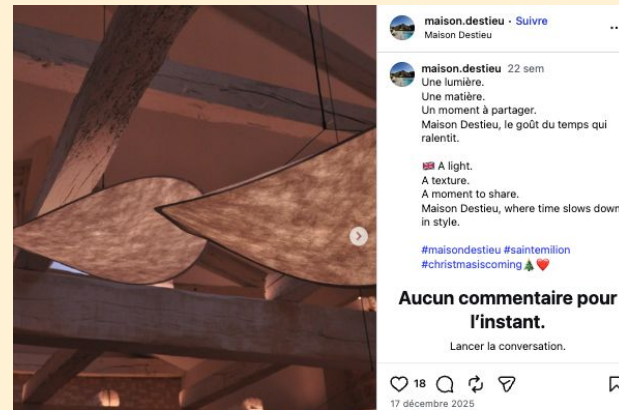 maison.destieu · Suivre
Maison Destieu
maison.destieu 22 sem
Une lumière.
Une matière.
Un moment à partager.
Maison Destieu, le goût du temps qui
ralentit.
🇬🇧 A light.
A texture.
A moment to share.
Maison Destieu, where time slows down
in style.
#maisondestieu #saintemilion
#christmasiscoming🎄❤️
Aucun commentaire pour
l'instant.
Lancer la conversation.
18
17 décembre 2025